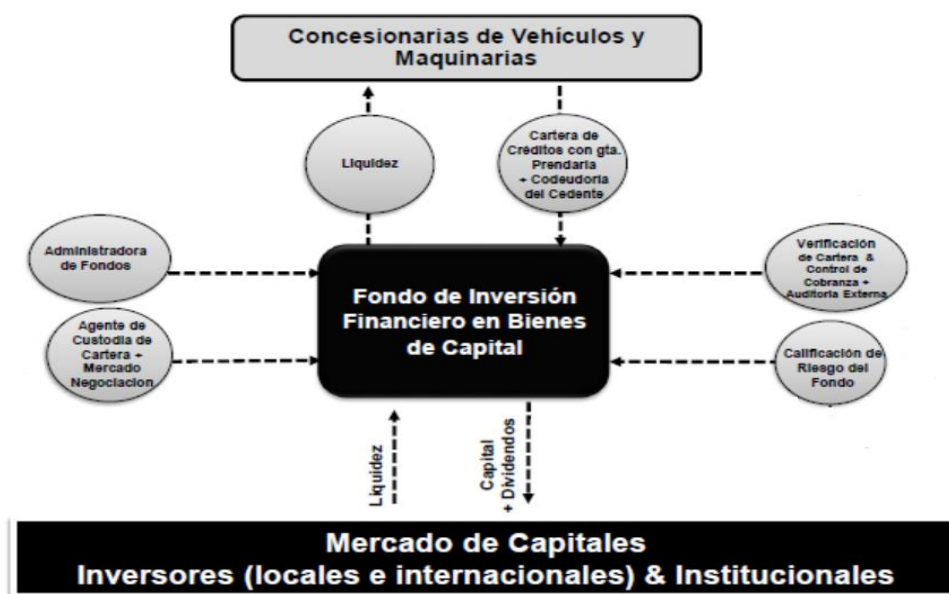 Concesionarias de Vehículos y
Maquinarias
Liquidez
Cartera de
Créditos con gta.
Prendaria
+ Codeudoria
del Cedente
Administradora
de Fondos
Verificación
de Cartera & 
Control de
Cobranza +
Auditoria Externa
Fondo de Inversión
Financiero en Bienes
de Capital
Agente de
Custodia de
Cartera +
Mercado
Negociacion
Calificación de
Riesgo del
Fondo
Liquidez
Capital
+ Dividendos
Mercado de Capitales
Inversores (locales e internacionales) & Institucionales